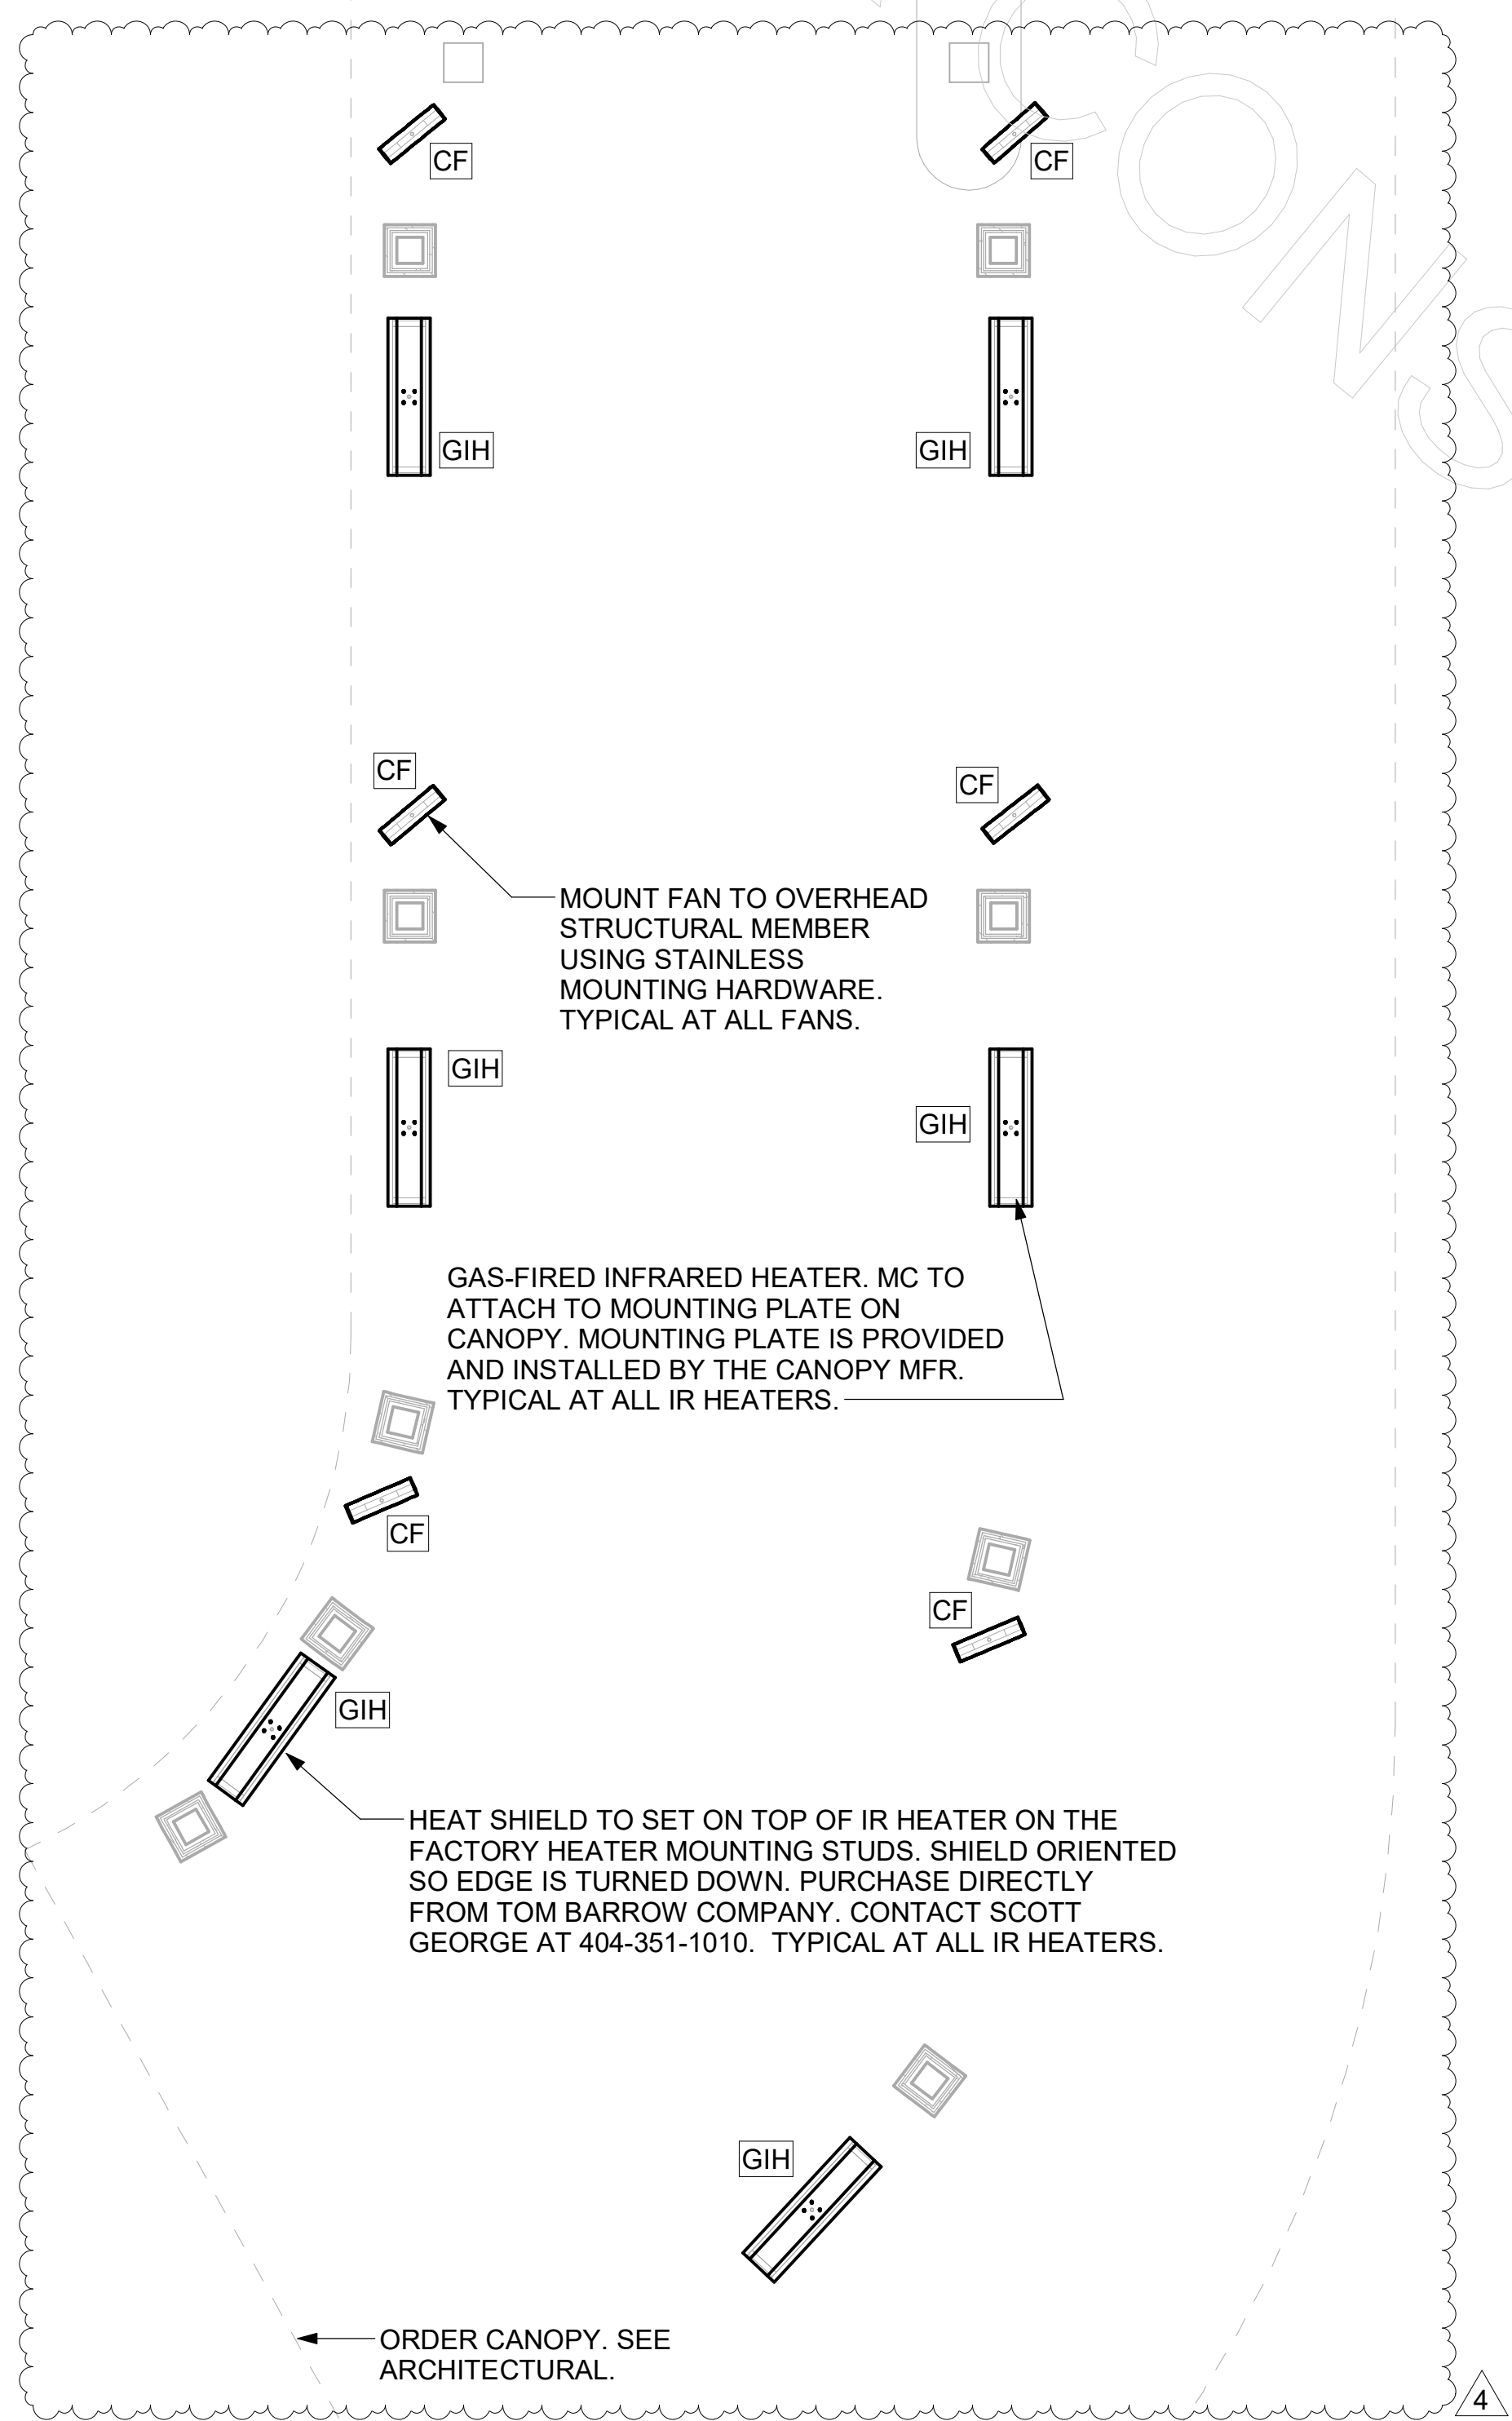 CONS
CF
CF
GIH
GIH
CF
CF
MOUNT FAN TO OVERHEAD
STRUCTURAL MEMBER
USING STAINLESS
MOUNTING HARDWARE.
TYPICAL AT ALL FANS.
GIH
GIH
GAS-FIRED INFRARED HEATER. MC TO
ATTACH TO MOUNTING PLATE ON
CANOPY. MOUNTING PLATE IS PROVIDED
AND INSTALLED BY THE CANOPY MFR.
TYPICAL AT ALL IR HEATERS.
CF
CF
GIH
HEAT SHIELD TO SET ON TOP OF IR HEATER ON THE
FACTORY HEATER MOUNTING STUDS. SHIELD ORIENTED
SO EDGE IS TURNED DOWN. PURCHASE DIRECTLY
FROM TOM BARROW COMPANY. CONTACT SCOTT
GEORGE AT 404-351-1010. TYPICAL AT ALL IR HEATERS.
GIH
ORDER CANOPY. SEE
ARCHITECTURAL.
4